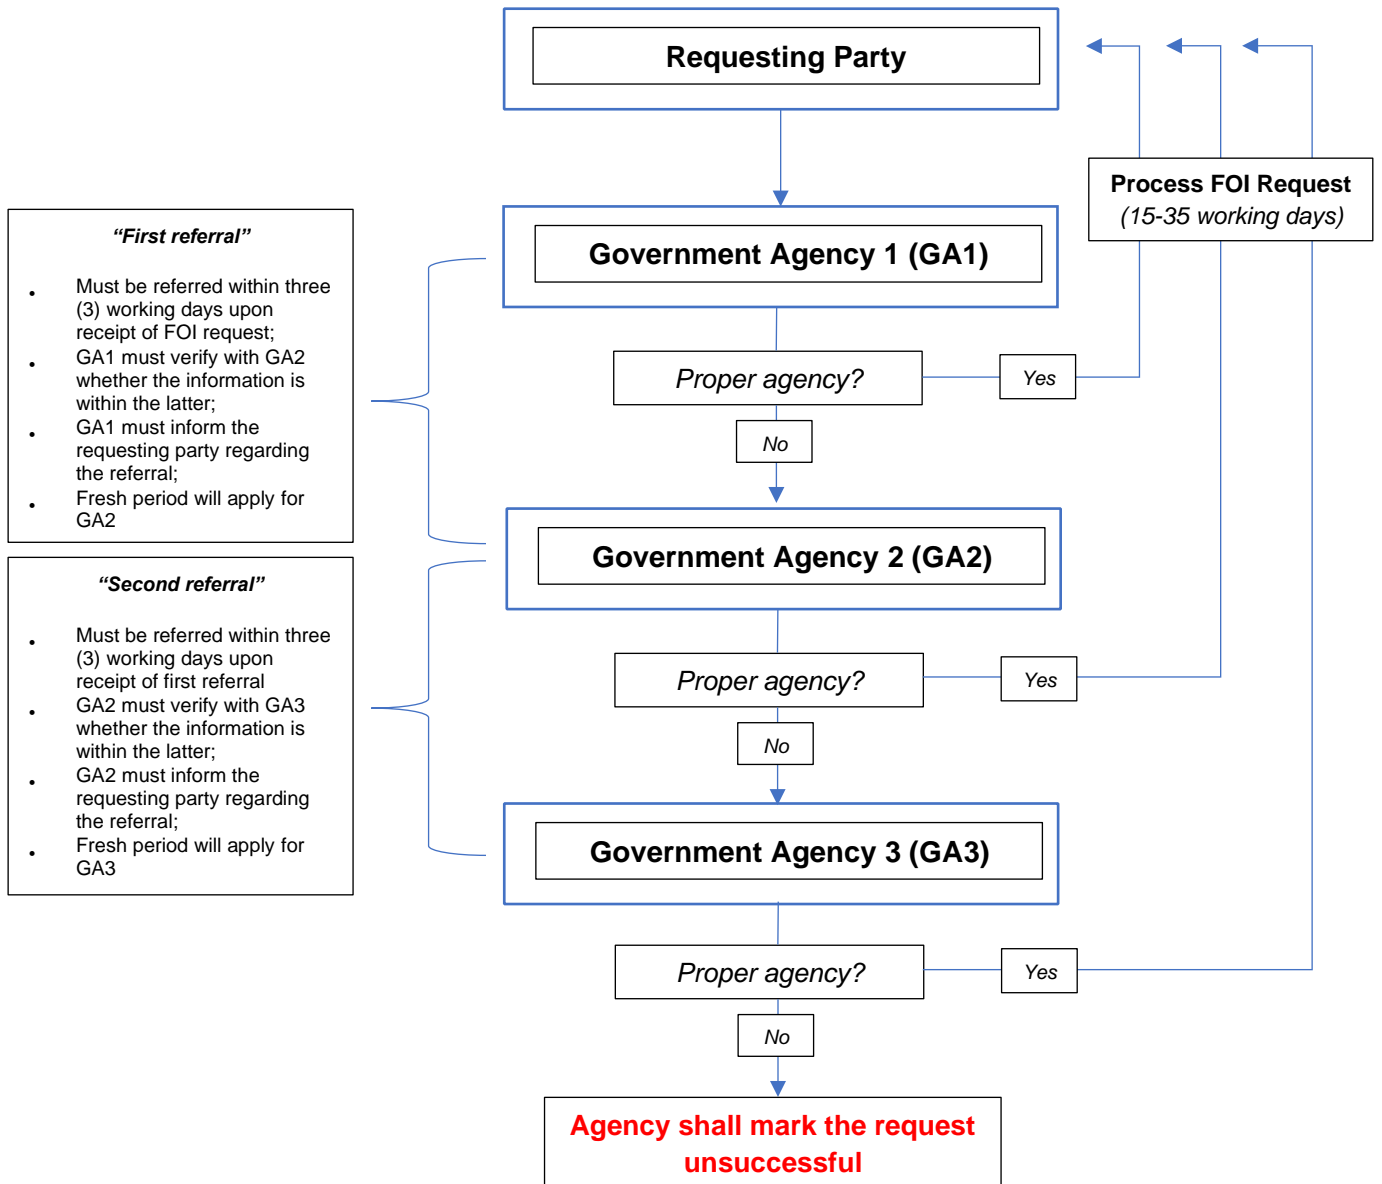 Requesting Party
Process FOI Request
(15-35 working days)
Government Agency 1 (GA1)
Proper agency?
Yes
No
“First referral”
• Must be referred within three
(3) working days upon
receipt of FOI request;
• GA1 must verify with GA2
whether the information is
within the latter;
• GA1 must inform the
requesting party regarding
the referral;
• Fresh period will apply for
GA2
Government Agency 2 (GA2)
Proper agency?
Yes
No
“Second referral”
• Must be referred within three
(3) working days upon
receipt of first referral
• GA2 must verify with GA3
whether the information is
within the latter;
• GA2 must inform the
requesting party regarding
the referral;
• Fresh period will apply for
GA3
Government Agency 3 (GA3)
Proper agency?
Yes
No
Agency shall mark the request
unsuccessful